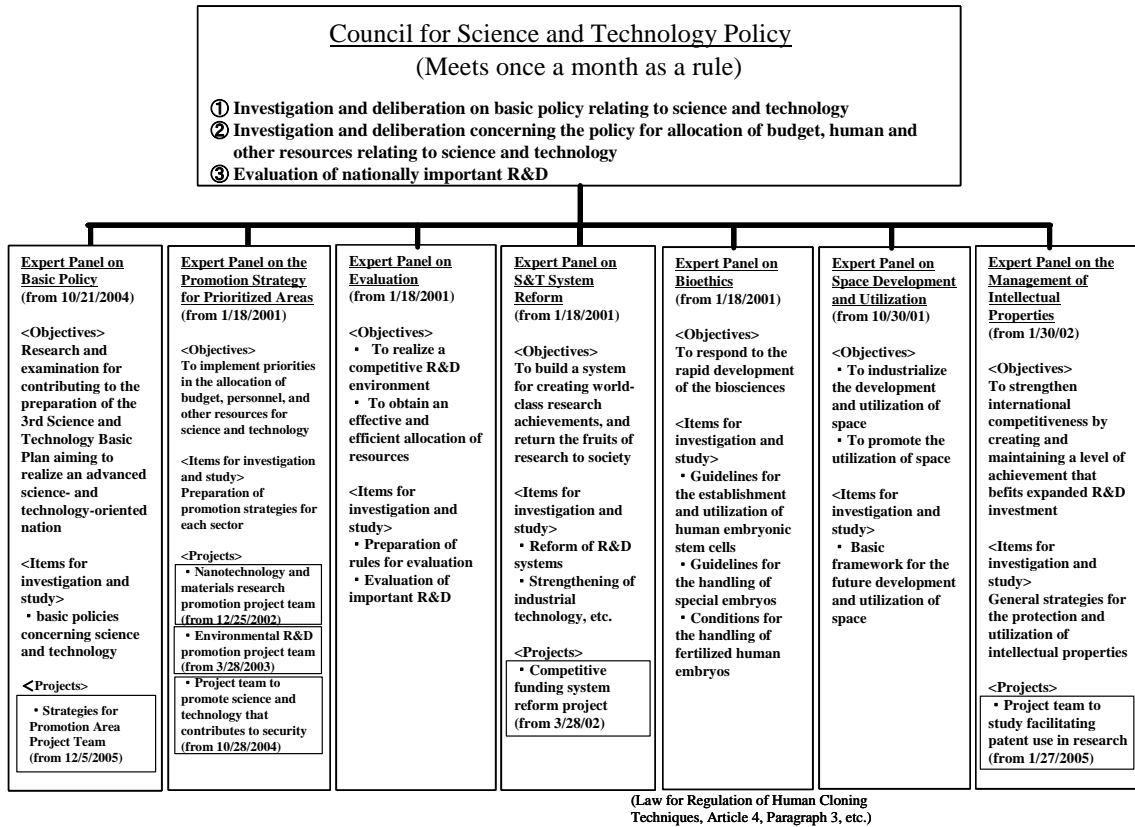 Council for Science and Technology Policy
(Meets once a month as a rule)
① Investigation and deliberation on basic policy relating to science and technology
② Investigation and deliberation concerning the policy for allocation of budget, human and
other resources relating to science and technology
③ Evaluation of nationally important R&D
Expert Panel on
Basic Policy
(from 10/21/2004)
<Objectives>
Research and
examination for
contributing to the
preparation of the
3rd Science and
Technology Basic
Plan aiming to
realize an advanced
science- and
technology-oriented
nation
<Items for
investigation and
study>
・basic policies
concerning science
and technology
<Projects>
・Strategies for
Promotion Area
Project Team
(from 12/5/2005)
Expert Panel on the
Promotion Strategy
for Prioritized Areas
(from 1/18/2001)
<Objectives>
To implement priorities
in the allocation of
budget, personnel, and
other resources for
science and technology
<Items for investigation
and study>
Preparation of
promotion strategies for
each sector
<Projects>
・Nanotechnology and
materials research
promotion project team
(from 12/25/2002)
・Environmental R&D
promotion project team
(from 3/28/2003)
・Project team to
promote science and
technology that
contributes to security
(from 10/28/2004)
Expert Panel on
Evaluation
(from 1/18/2001)
<Objectives>
・To realize a
competitive R&D
environment
・To obtain an
effective and
efficient allocation of
resources
<Items for
investigation and
study>
・Preparation of
rules for evaluation
・Evaluation of
important R&D
Expert Panel on
S&T System
Reform
(from 1/18/2001)
<Objectives>
To build a system
for creating world-
class research
achievements, and
return the fruits of
research to society
<Items for
investigation and
study>
・Reform of R&D
systems
・Strengthening of
industrial
technology, etc.
<Projects>
・Competitive
funding system
reform project
(from 3/28/02)
Expert Panel on
Bioethics
(from 1/18/2001)
<Objectives>
To respond to the
rapid development
of the biosciences
<Items for
investigation and
study>
・Guidelines for
the establishment
and utilization of
human embryonic
stem cells
・Guidelines for
the handling of
special embryos
・Conditions for
the handling of
fertilized human
embryos
Expert Panel on
Space Development
and Utilization
(from 10/30/01)
<Objectives>
・To industrialize
the development
and utilization of
space
・To promote the
utilization of space
<Items for
investigation and
study>
・Basic
framework for the
future development
and utilization of
space
Expert Panel on the
Management of
Intellectual
Properties
(from 1/30/02)
<Objectives>
To strengthen
international
competitiveness by
creating and
maintaining a level of
achievement that
befits expanded R&D
investment
<Items for
investigation and
study>
General strategies for
the protection and
utilization of
intellectual properties
<Projects>
・Project team to
study facilitating
patent use in research
(from 1/27/2005)
(Law for Regulation of Human Cloning
Techniques, Article 4, Paragraph 3, etc.)